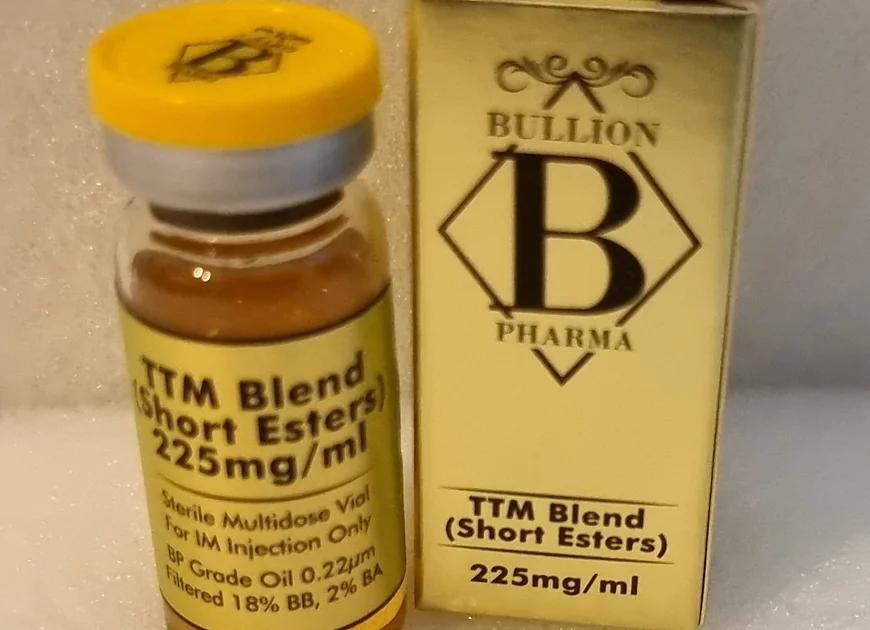 B
TTM Blend
(Short Esters)
225mg/ml
Sterile Multidose Vial
For IM Injection Only
BP Grade Oil 0.22µm
Filtered 18% BB, 2% BA
BULLION
B
PHARMA
TTM Blend
(Short Esters)
225mg/ml